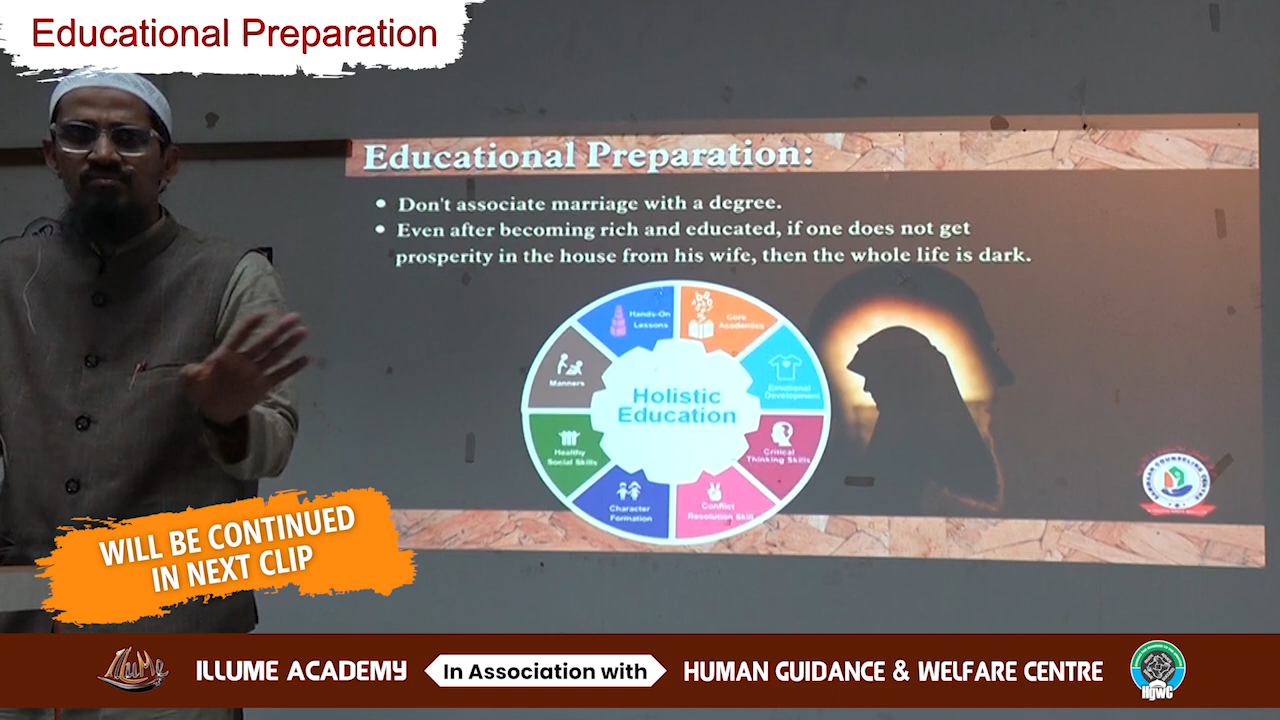 Educational Preparation
Educational Preparation:
• Don't associate marriage with a degree.
• Even after becoming rich and educated, if one does not get
prosperity in the house from his wife, then the whole life is dark.
Hands-On
Lessons
Core
Academics
Manners
Emotional
Development
Holistic
Education
Healthy
Social Skills
Critical
Thinking Skills
Character
Formation
Conflict
Resolution Skill
WILL BE CONTINUED
IN NEXT CLIP
IlluMe
ILLUME ACADEMY
In Association with
HUMAN GUIDANCE & WELFARE CENTRE
HGWC